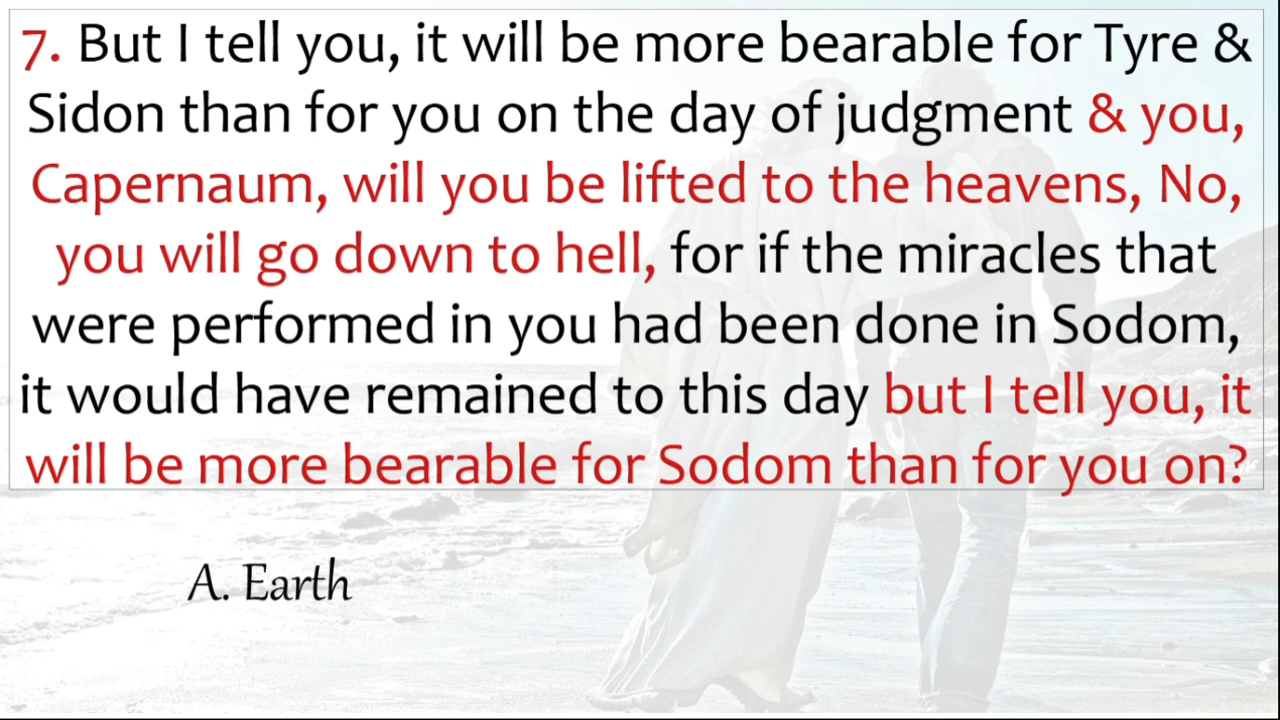 7. But I tell you, it will be more bearable for Tyre &
Sidon than for you on the day of judgment & you,
Capernaum, will you be lifted to the heavens, No,
you will go down to hell, for if the miracles that
were performed in you had been done in Sodom,
it would have remained to this day but I tell you, it
will be more bearable for Sodom than for you on?
A. Earth